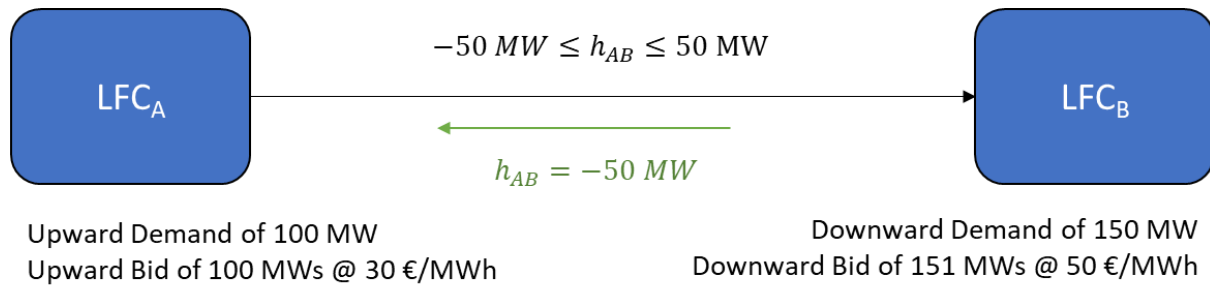 −50 MW ≤ h_AB ≤ 50 MW
LFC_A
LFC_B
h_AB = −50 MW
Upward Demand of 100 MW
Upward Bid of 100 MWs @ 30 €/MWh
Downward Demand of 150 MW
Downward Bid of 151 MWs @ 50 €/MWh